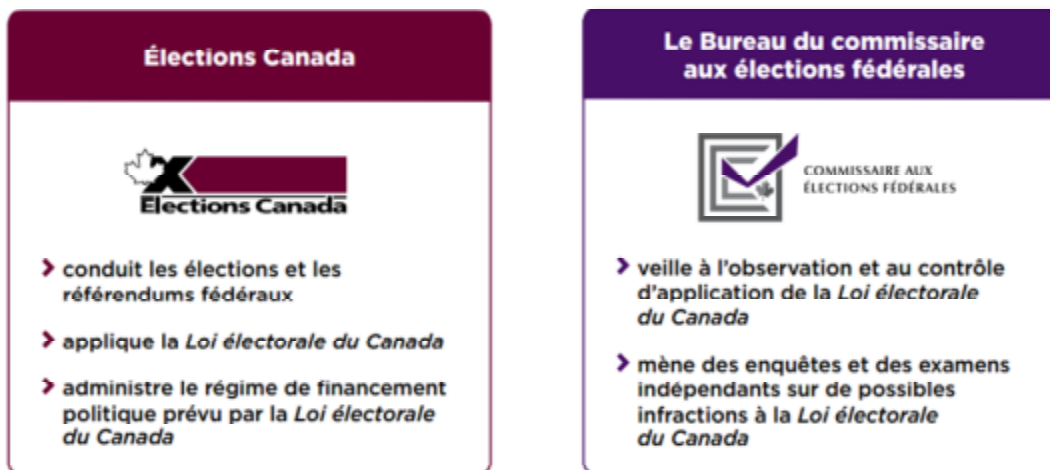 Élections Canada
Élections Canada
conduit les élections et les
référendums fédéraux
applique la Loi électorale du Canada
administre le régime de financement
politique prévu par la Loi électorale
du Canada
Le Bureau du commissaire
aux élections fédérales
COMMISSAIRE AUX
ÉLECTIONS FÉDÉRALES
veille à l'observation et au contrôle
d'application de la Loi électorale
du Canada
mène des enquêtes et des examens
indépendants sur de possibles
infractions à la Loi électorale
du Canada